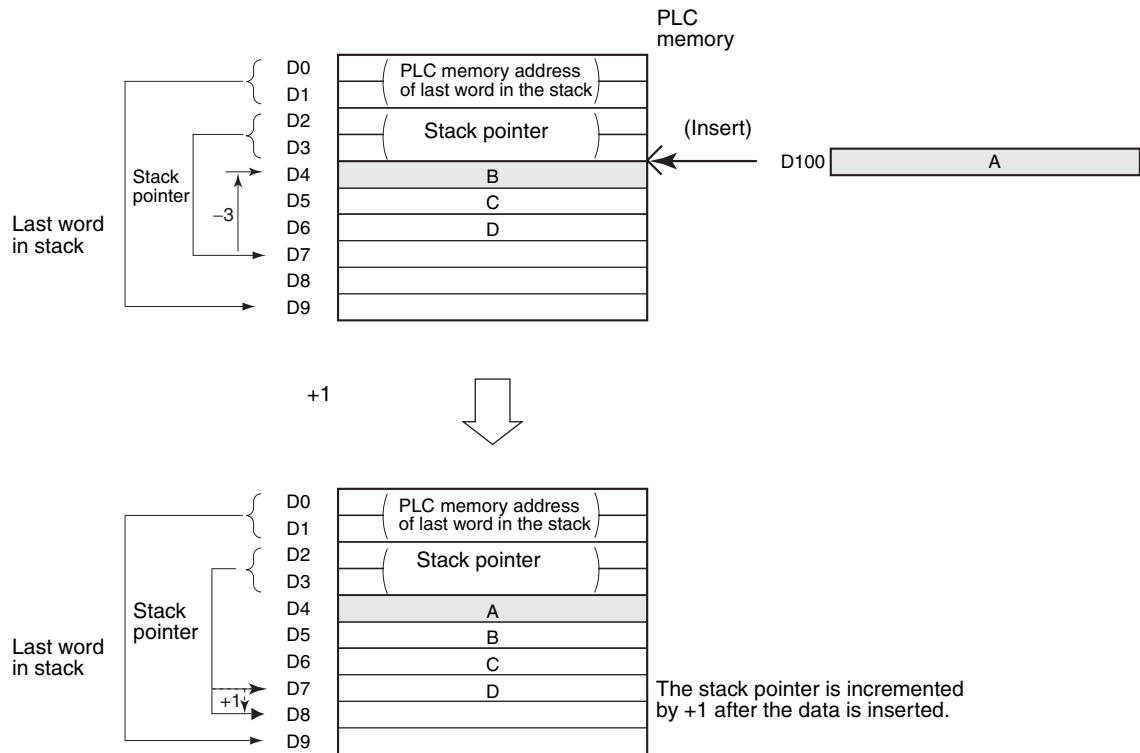 PLC
memory
D0
PLC memory address
D1
of last word in the stack
D2
Stack pointer
(Insert)
D3
D100
A
Stack
pointer
D4
B
–3
D5
C
Last word
in stack
D6
D
D7
D8
D9
+1
D0
PLC memory address
D1
of last word in the stack
D2
Stack pointer
D3
Stack
pointer
D4
A
D5
B
Last word
in stack
D6
C
D7
D
+1
The stack pointer is incremented
by +1 after the data is inserted.
D8
D9